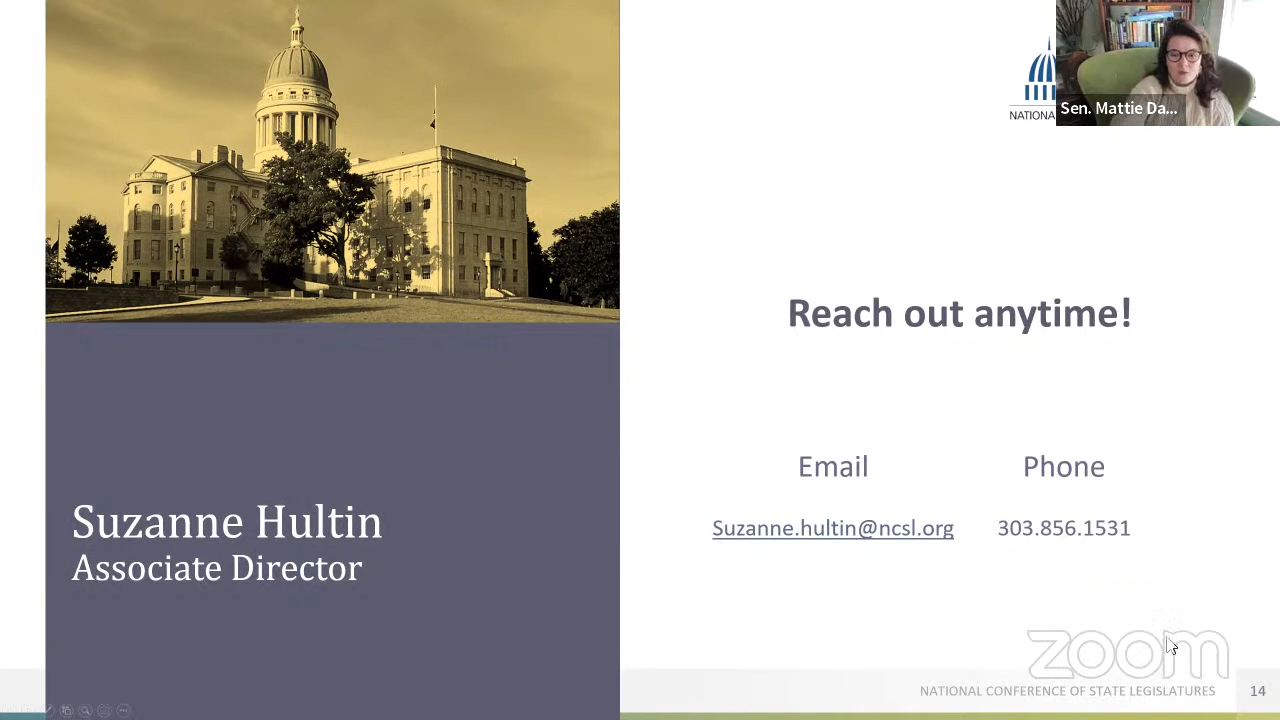 Sen. Mattie Da...
NATIONA
Reach out anytime!
Email
Phone
Suzanne.hultin@ncsl.org
303.856.1531
Suzanne Hultin
Associate Director
zoom
NATIONAL CONFERENCE OF STATE LEGISLATURES
14